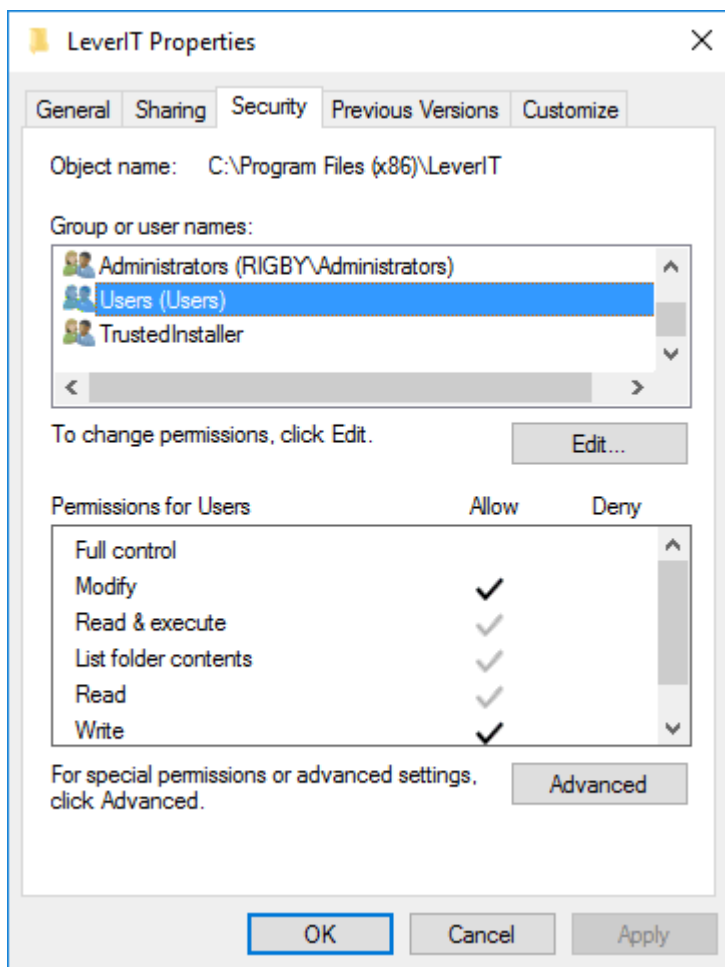 LeverIT Properties
General Sharing Security Previous Versions Customize
Object name: C:\Program Files (x86)\LeverIT
Group or user names:
Administrators (RIGBY\Administrators)
Users (Users)
TrustedInstaller
To change permissions, click Edit.
Edit...
Permissions for Users Allow Deny
Full control
Modify
Read & execute
List folder contents
Read
Write
For special permissions or advanced settings,
click Advanced.
Advanced
OK Cancel Apply